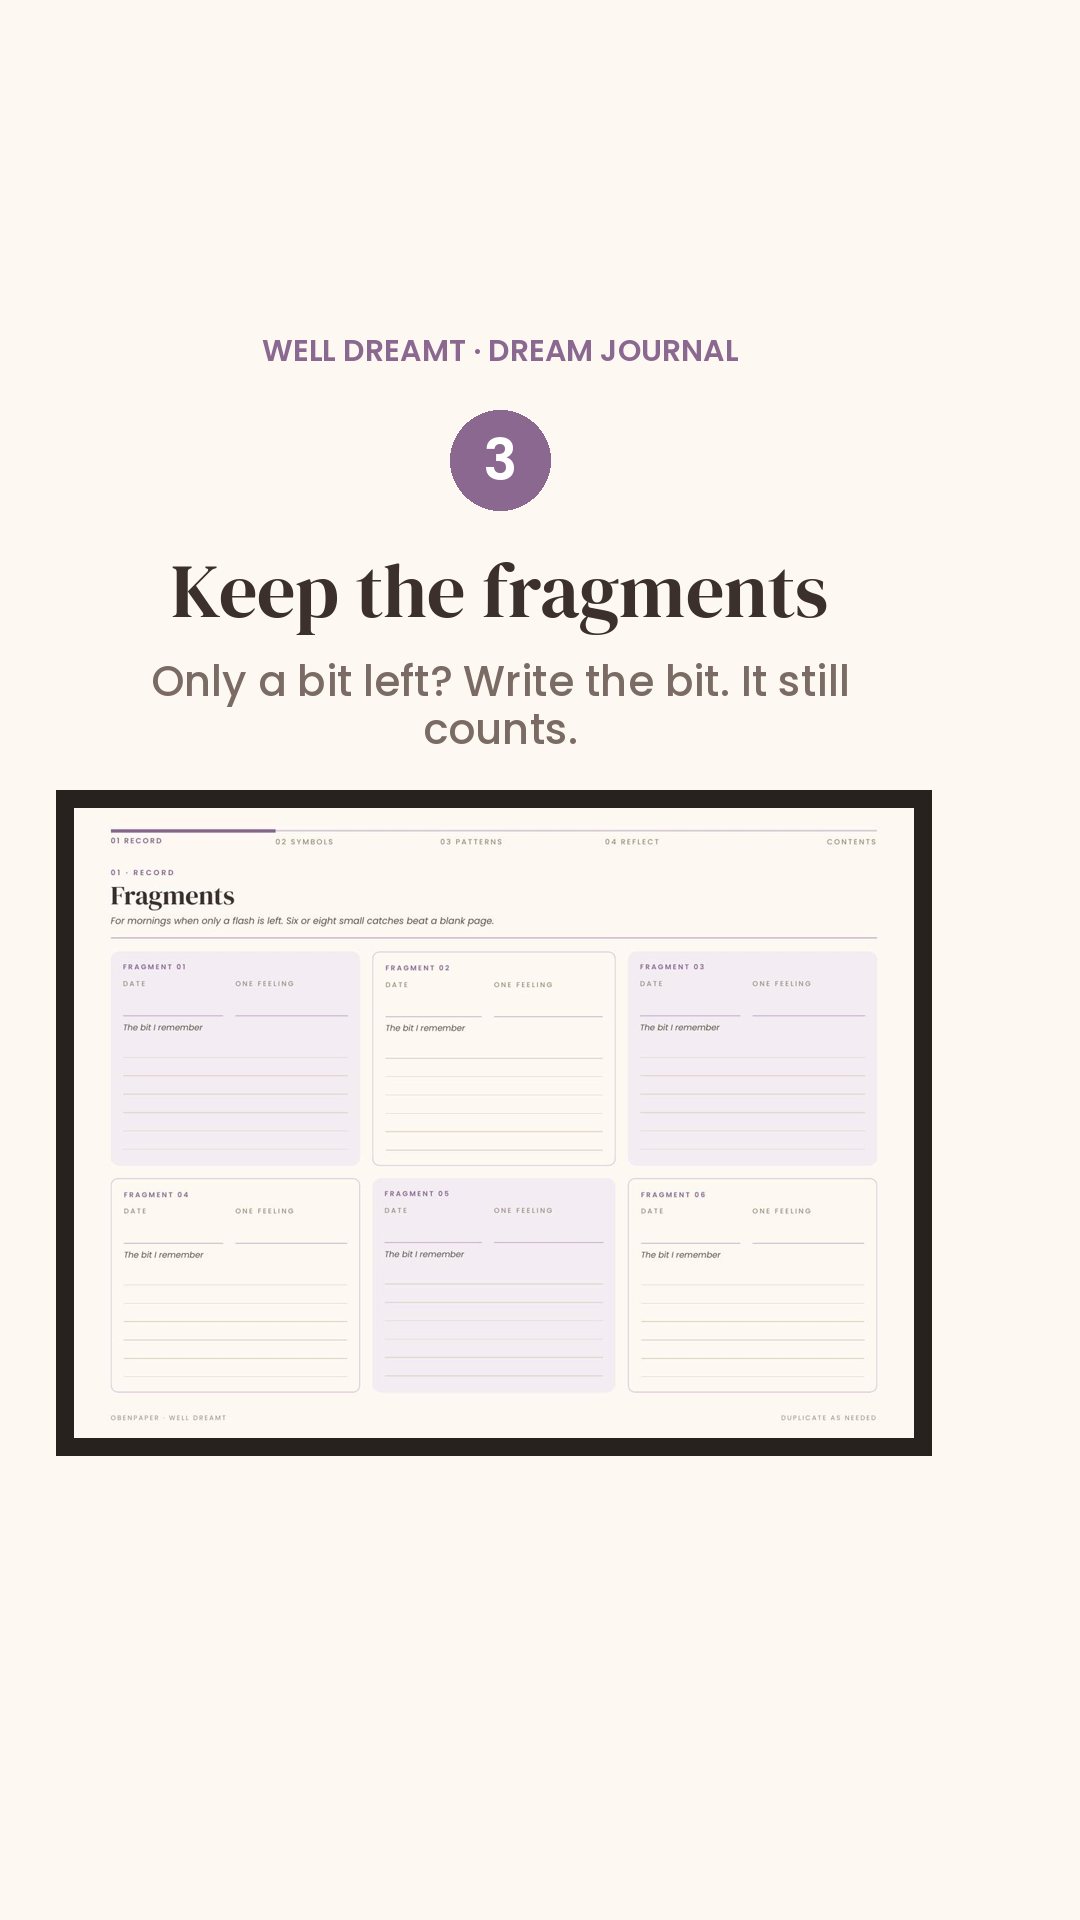 WELL DREAMT · DREAM JOURNAL
3
Keep the fragments
Only a bit left? Write the bit. It still
counts.
01 RECORD
02 SYMBOLS
03 PATTERNS
04 REFLECT
CONTENTS
01 · RECORD
Fragments
For mornings when only a flash is left. Six or eight small catches beat a blank page.
FRAGMENT 01
DATE
ONE FEELING
The bit I remember
FRAGMENT 02
DATE
ONE FEELING
The bit I remember
FRAGMENT 03
DATE
ONE FEELING
The bit I remember
FRAGMENT 04
DATE
ONE FEELING
The bit I remember
FRAGMENT 05
DATE
ONE FEELING
The bit I remember
FRAGMENT 06
DATE
ONE FEELING
The bit I remember
OBENPAPER · WELL DREAMT
DUPLICATE AS NEEDED